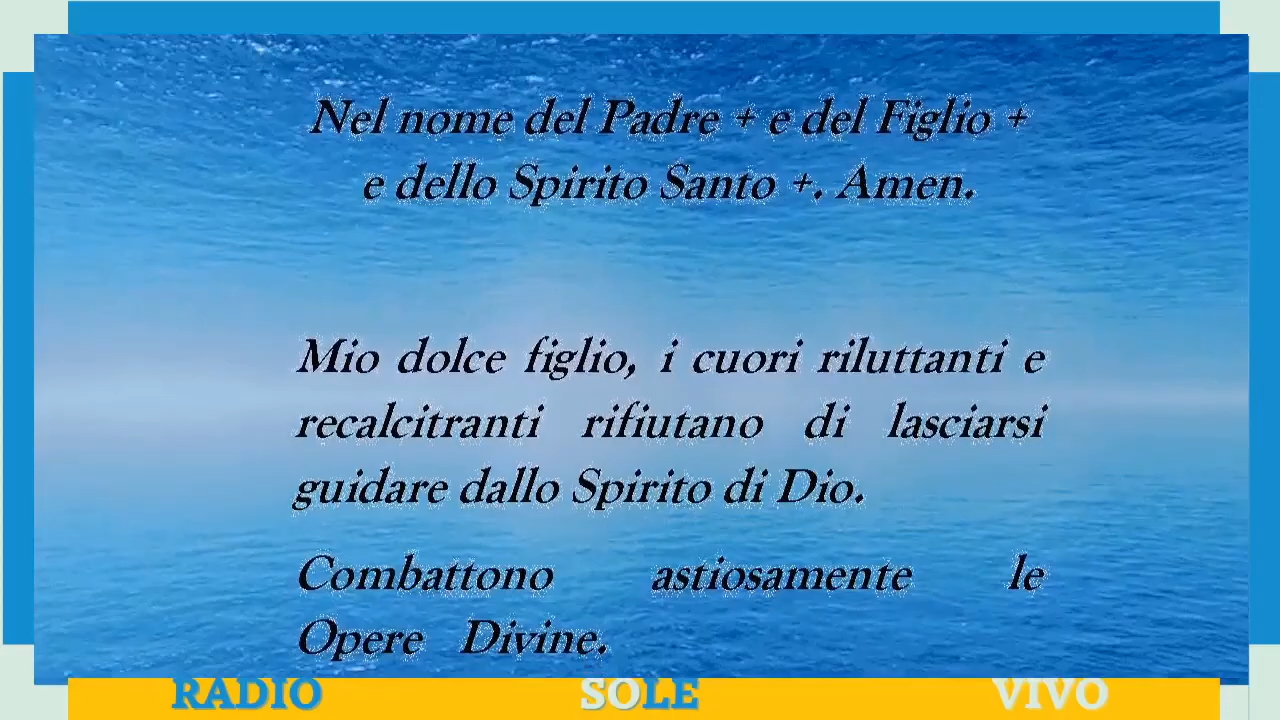 Nel nome del Padre + e del Figlio +
e dello Spirito Santo +. Amen.
Mio dolce figlio, i cuori riluttanti e
recalcitranti rifiutano di lasciarsi
guidare dallo Spirito di Dio.
Combattono astiosamente le
Opere Divine.
RADIO SOLE VIVO